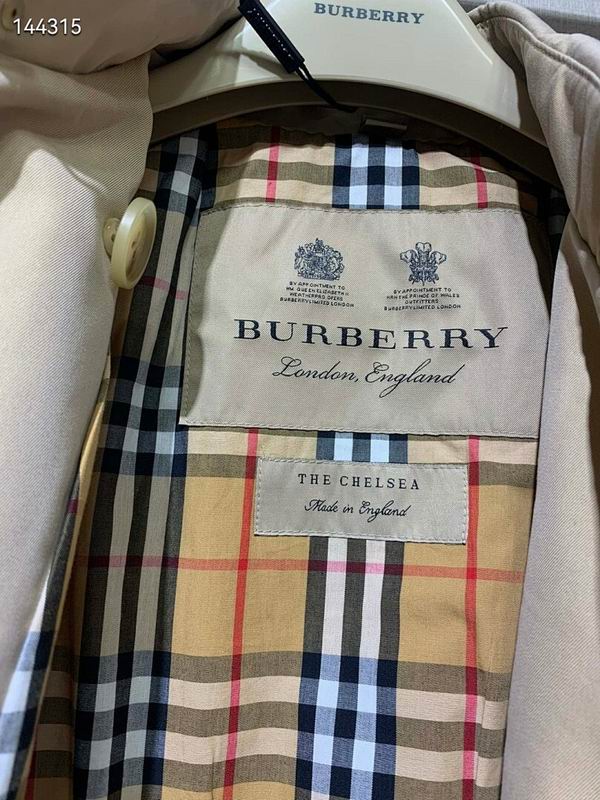 144315
BURBERRY
BY APPOINTMENT TO
HM QUEEN ELIZABETH II
WEATHERPROOFERS
BURBERRY LIMITED LONDON
BY APPOINTMENT TO
HRH THE PRINCE OF WALES
OUTFITTERS
BURBERRY LIMITED LONDON
BURBERRY
London, England
THE CHELSEA
Made in England